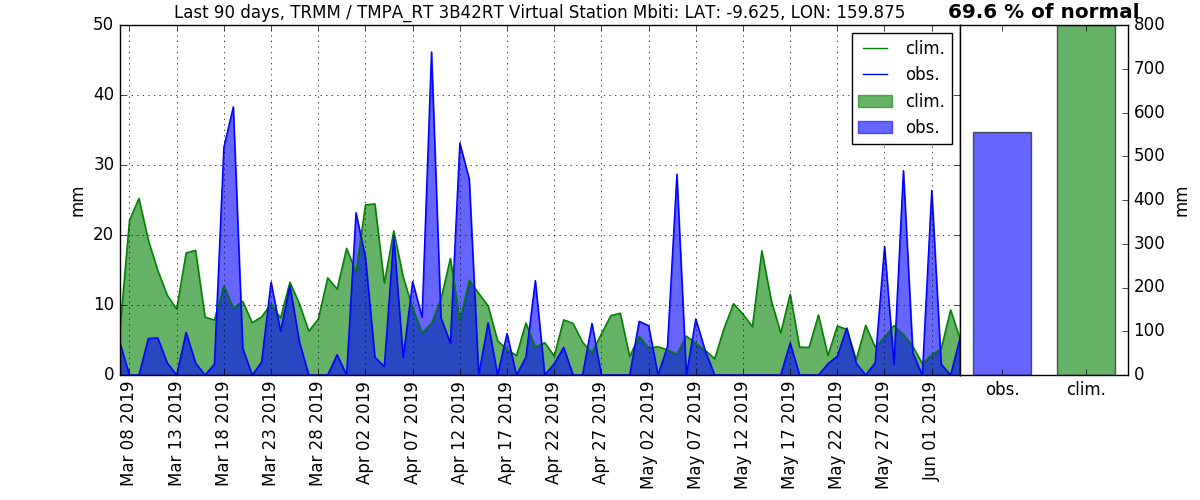 Last 90 days, TRMM / TMPA_RT 3B42RT Virtual Station Mbiti: LAT: -9.625, LON: 159.875
69.6 % of normal
50
40
30
20
10
0
mm
clim.
obs.
clim.
obs.
800
700
600
500
400
300
200
100
0
mm
Mar 08 2019
Mar 13 2019
Mar 18 2019
Mar 23 2019
Mar 28 2019
Apr 02 2019
Apr 07 2019
Apr 12 2019
Apr 17 2019
Apr 22 2019
Apr 27 2019
May 02 2019
May 07 2019
May 12 2019
May 17 2019
May 22 2019
May 27 2019
Jun 01 2019
obs.
clim.